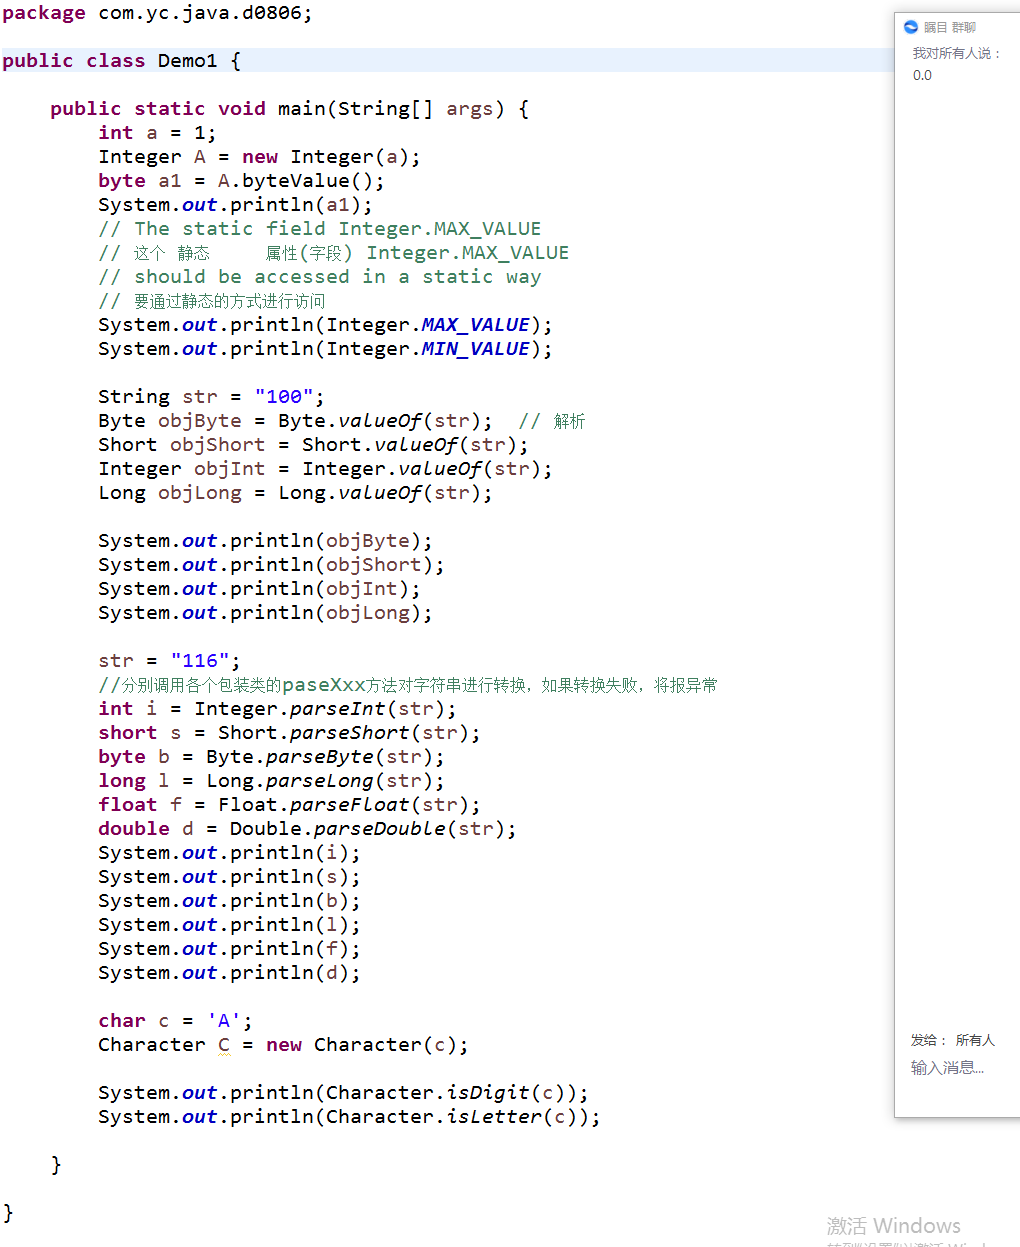 package com.yc.java.d0806;
public class Demo1 {
public static void main(String[] args) {
int a = 1;
Integer A = new Integer(a);
byte a1 = A.byteValue();
System.out.println(a1);
// The static field Integer.MAX_VALUE
// 这个 静态 属性(字段) Integer.MAX_VALUE
// should be accessed in a static way
// 要通过静态的方式进行访问
System.out.println(Integer.MAX_VALUE);
System.out.println(Integer.MIN_VALUE);
String str = "100";
Byte objByte = Byte.valueOf(str); // 解析
Short objShort = Short.valueOf(str);
Integer objInt = Integer.valueOf(str);
Long objLong = Long.valueOf(str);
System.out.println(objByte);
System.out.println(objShort);
System.out.println(objInt);
System.out.println(objLong);
str = "116";
//分别调用各个包装类的paseXxx方法对字符串进行转换，如果转换失败，将报异常
int i = Integer.parseInt(str);
short s = Short.parseShort(str);
byte b = Byte.parseByte(str);
long l = Long.parseLong(str);
float f = Float.parseFloat(str);
double d = Double.parseDouble(str);
System.out.println(i);
System.out.println(s);
System.out.println(b);
System.out.println(l);
System.out.println(f);
System.out.println(d);
char c = 'A';
Character C = new Character(c);
System.out.println(Character.isDigit(c));
System.out.println(Character.isLetter(c));
}
}
瞩目 群聊
我对所有人说：
0.0
发给： 所有人
输入消息...
激活 Windows